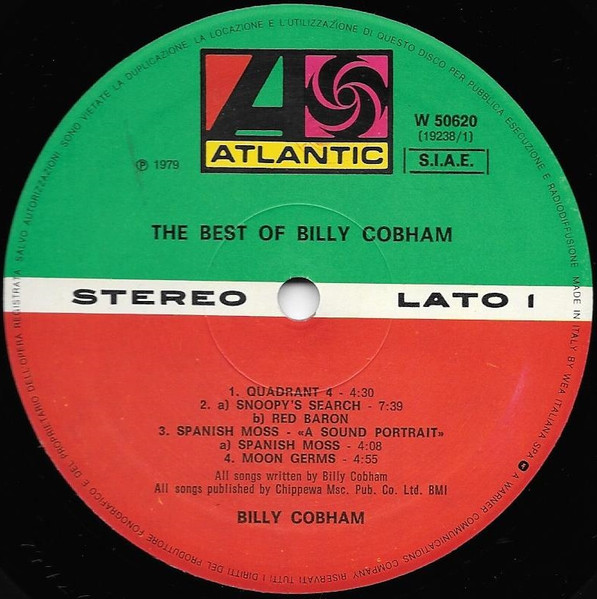 ATLANTIC
W 50620
(19238/1)
S.I.A.E.
℗ 1979
THE BEST OF BILLY COBHAM
STEREO LATO 1
1. QUADRANT 4 - 4:30
2. a) SNOOPY'S SEARCH - 7:39
b) RED BARON
3. SPANISH MOSS - «A SOUND PORTRAIT»
a) SPANISH MOSS - 4:08
4. MOON GERMS - 4:55
All songs written by Billy Cobham
All songs published by Chippewa Msc. Pub. Co. Ltd. BMI
BILLY COBHAM
MADE IN ITALY BY WEA ITALIANA SPA - A WARNER COMMUNICATIONS COMPANY RISERVATI TUTTI I DIRITTI DEL PRODUTTORE FONOGRAFICO E DEL PROPRIETARIO DELL'OPERA REGISTRATA. SALVO AUTORIZZAZIONI, SONO VIETATE LA DUPLICAZIONE, LA LOCAZIONE E L'UTILIZZAZIONE DI QUESTO DISCO PER PUBBLICA ESECUZIONE E RADIODIFFUSIONE